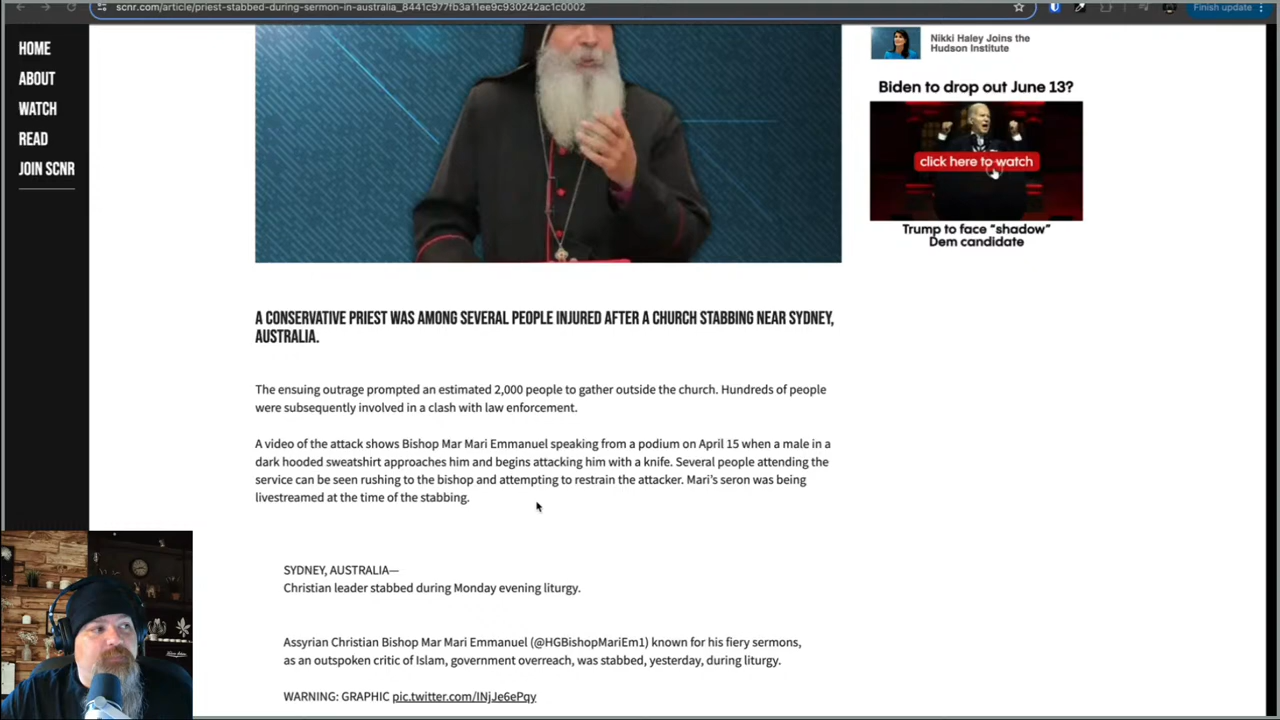 scnr.com/article/priest-stabbed-during-sermon-in-australia_8441c977fb3a11ee9c930242ac1c0002
Finish update
HOME
ABOUT
WATCH
READ
JOIN SCNR
Nikki Haley Joins the
Hudson Institute
Biden to drop out June 13?
click here to watch
Trump to face “shadow”
Dem candidate
A CONSERVATIVE PRIEST WAS AMONG SEVERAL PEOPLE INJURED AFTER A CHURCH STABBING NEAR SYDNEY,
AUSTRALIA.
The ensuing outrage prompted an estimated 2,000 people to gather outside the church. Hundreds of people
were subsequently involved in a clash with law enforcement.
A video of the attack shows Bishop Mar Mari Emmanuel speaking from a podium on April 15 when a male in a
dark hooded sweatshirt approaches him and begins attacking him with a knife. Several people attending the
service can be seen rushing to the bishop and attempting to restrain the attacker. Mari’s seron was being
livestreamed at the time of the stabbing.
SYDNEY, AUSTRALIA—
Christian leader stabbed during Monday evening liturgy.
Assyrian Christian Bishop Mar Mari Emmanuel (@HGBishopMariEm1) known for his fiery sermons,
as an outspoken critic of Islam, government overreach, was stabbed, yesterday, during liturgy.
WARNING: GRAPHIC pic.twitter.com/INjJe6ePqy